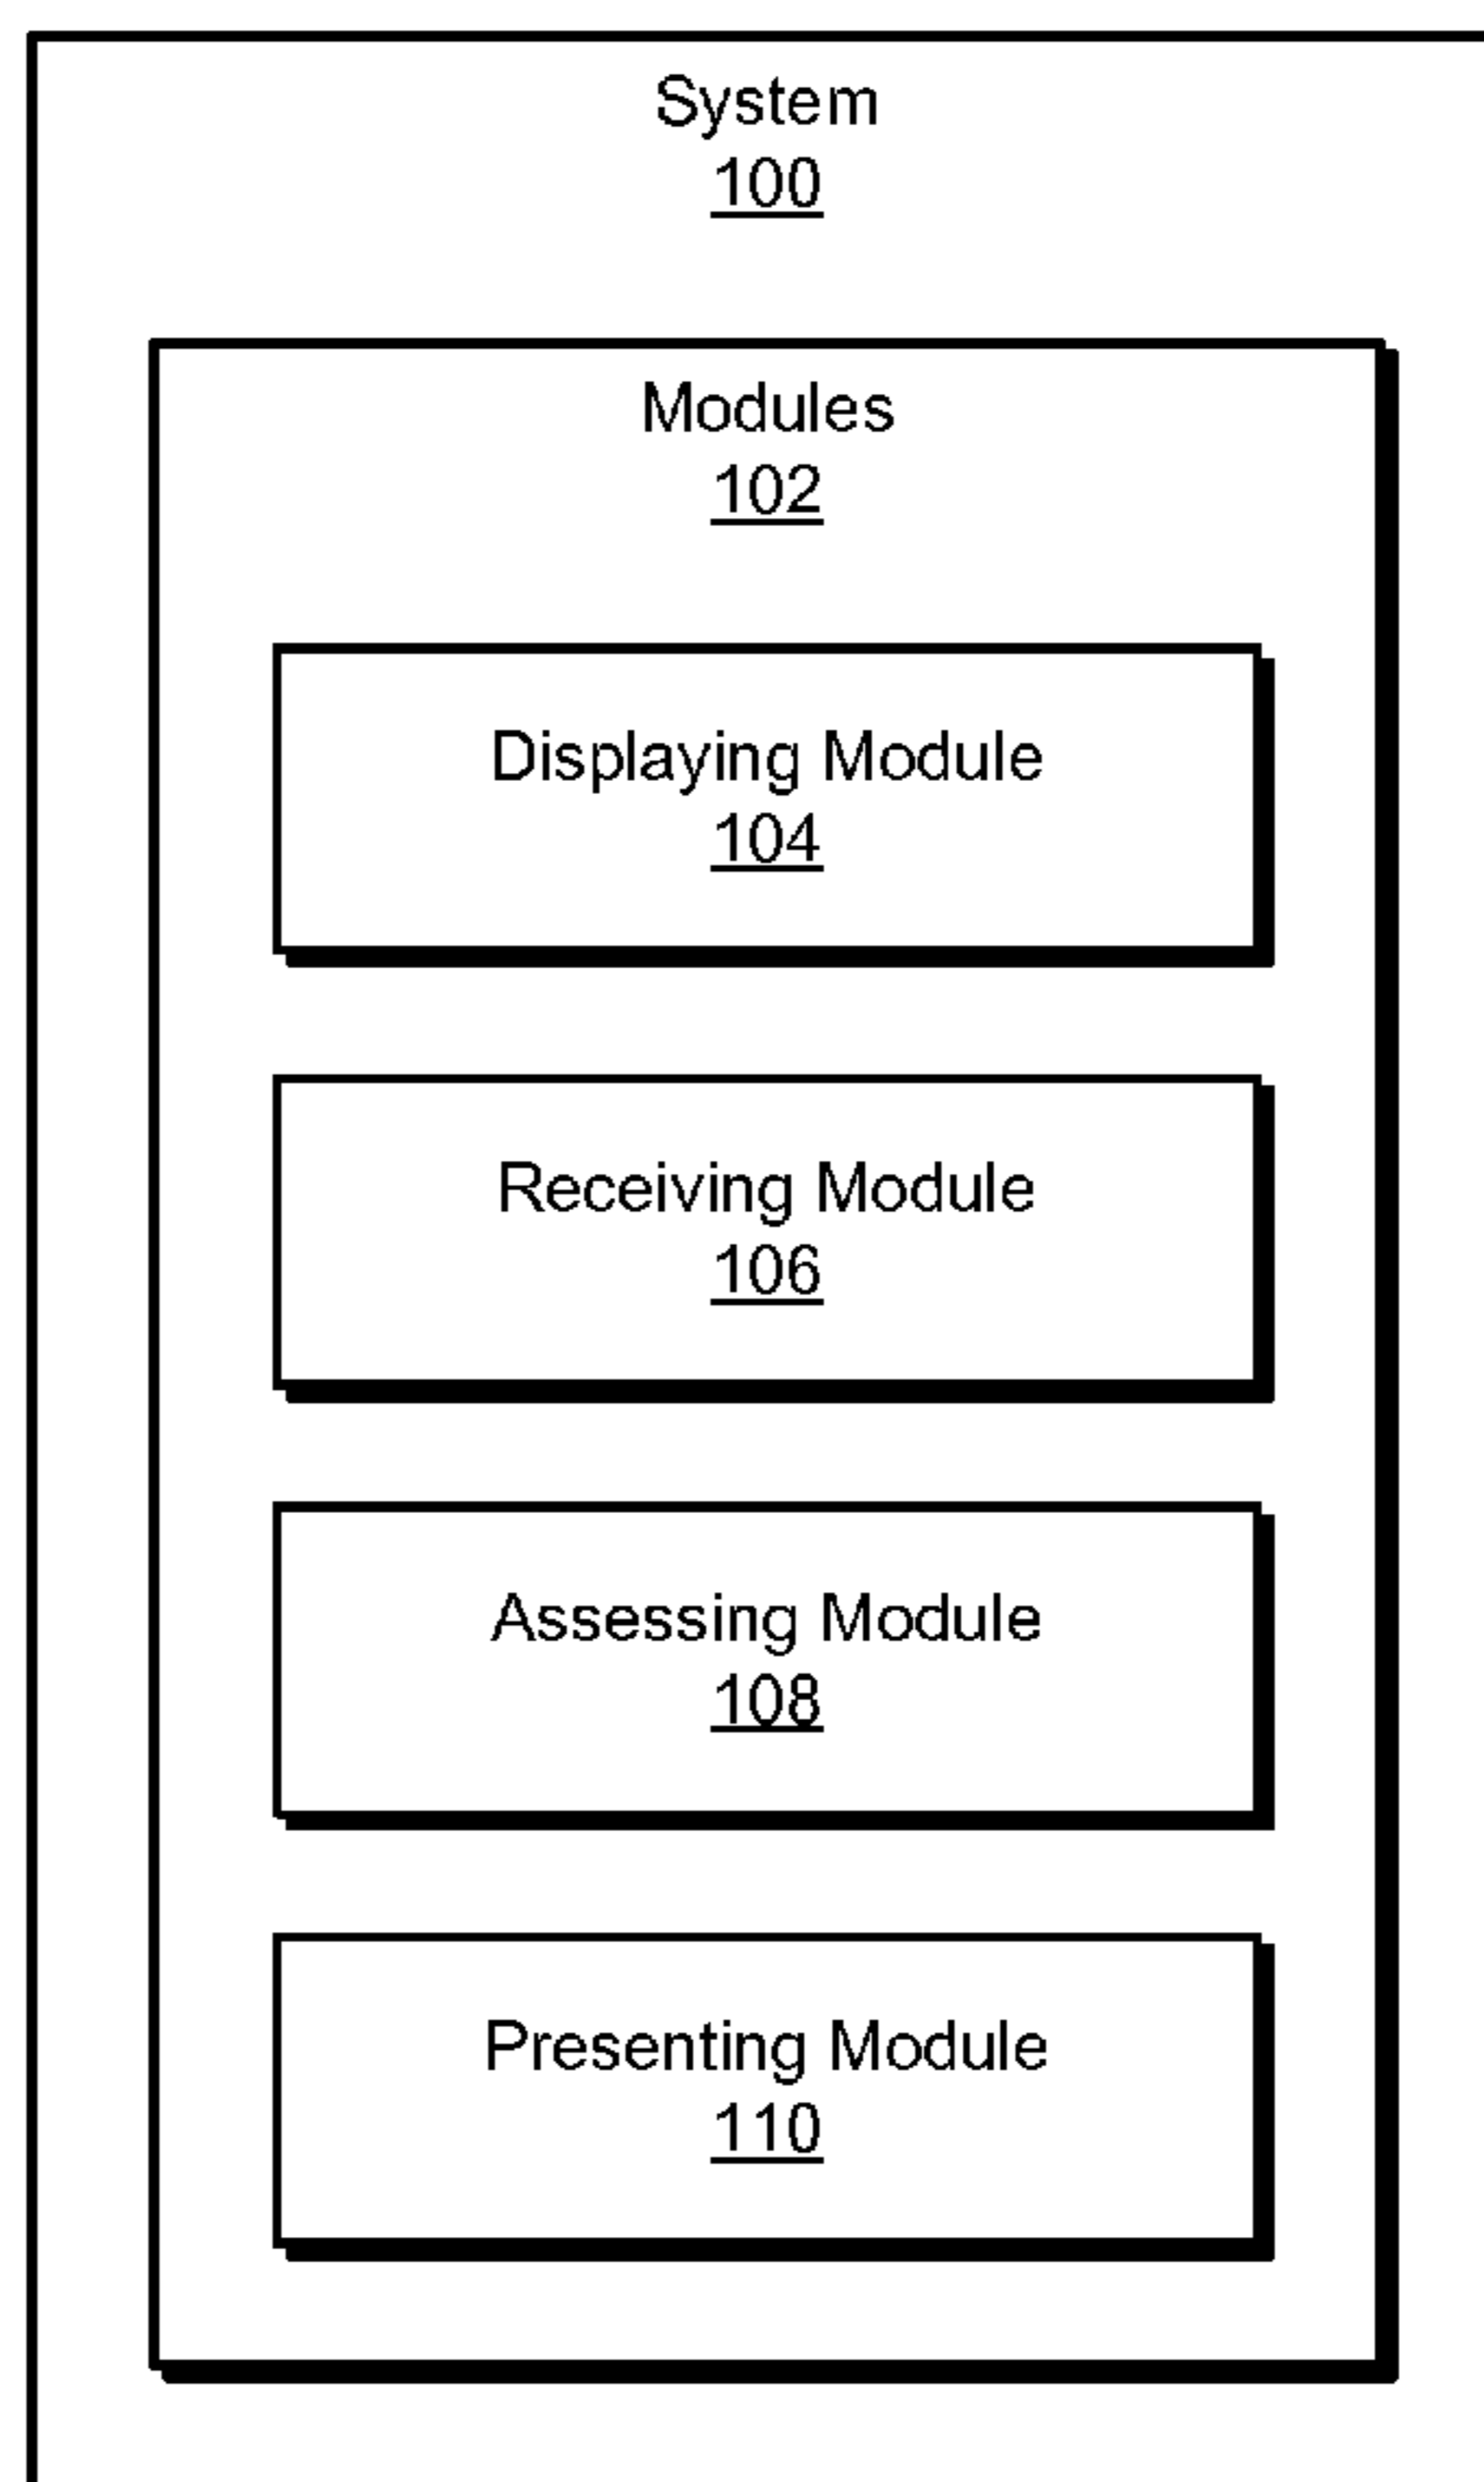 System
100
Modules
102
Displaying Module
104
Receiving Module
106
Assessing Module
108
Presenting Module
110